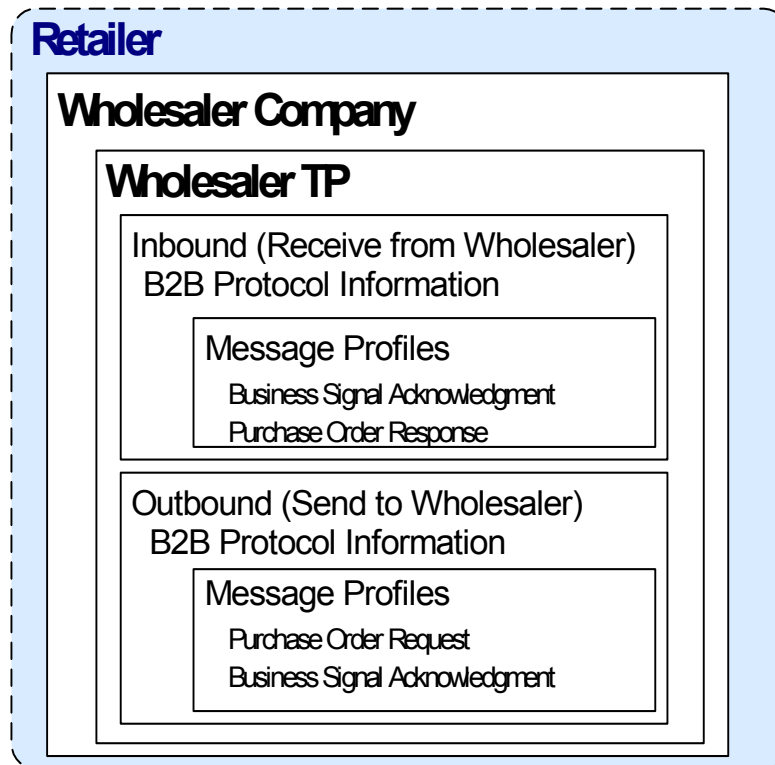 Retailer
Wholesaler Company
Wholesaler TP
Inbound (Receive from Wholesaler)
B2B Protocol Information
Message Profiles
Business Signal Acknowledgment
Purchase Order Response
Outbound (Send to Wholesaler)
B2B Protocol Information
Message Profiles
Purchase Order Request
Business Signal Acknowledgment